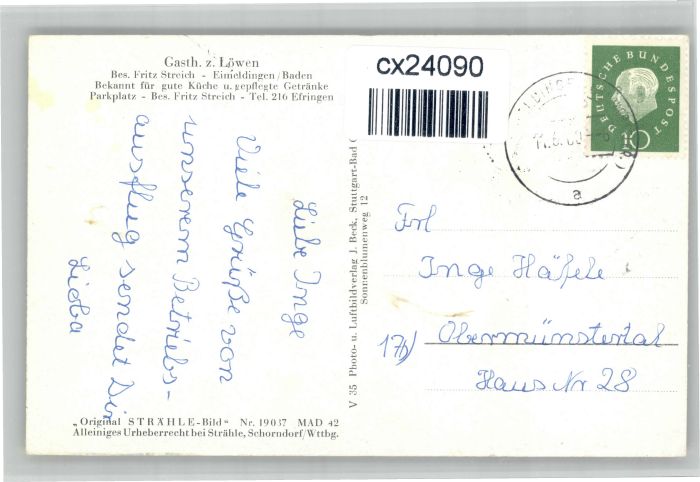 Gasth. z. Löwen
Bes. Fritz Streich - Eimeldingen/Baden
Bekannt für gute Küche u. gepflegte Getränke
Parkplatz - Bes. Fritz Streich - Tel. 216 Efringen
cx24090
DEUTSCHE BUNDESPOST
10
a
Liebe Inge
Viele Grüße von
unserem Betriebs-
ausflug sendet Dir
Lioba
V 35 Photo- u. Luftbildverlag J. Beck, Stuttgart-Bad
Sonnenblumenweg 12
Frl
Inge Häfele
17b) Obermünstertal
Haus Nr 28
„Original STRÄHLE-Bild" Nr. 19037 MAD 42
Alleiniges Urheberrecht bei Strähle, Schorndorf/Wttbg.